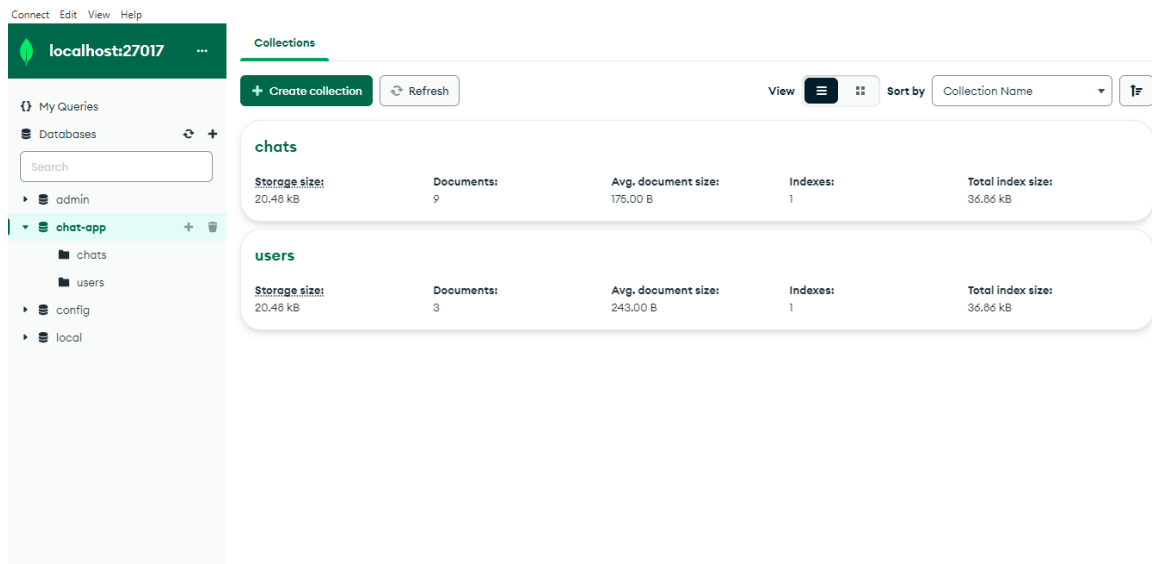 Connect Edit View Help
localhost:27017 ...
My Queries
Databases
Search
admin
chat-app
chats
users
config
local
Collections
Create collection Refresh View Sort by Collection Name
chats
Storage size: Documents: Avg. document size: Indexes: Total index size:
20.48 kB 9 175.00 B 1 36.86 kB
users
Storage size: Documents: Avg. document size: Indexes: Total index size:
20.48 kB 3 243.00 B 1 36.86 kB